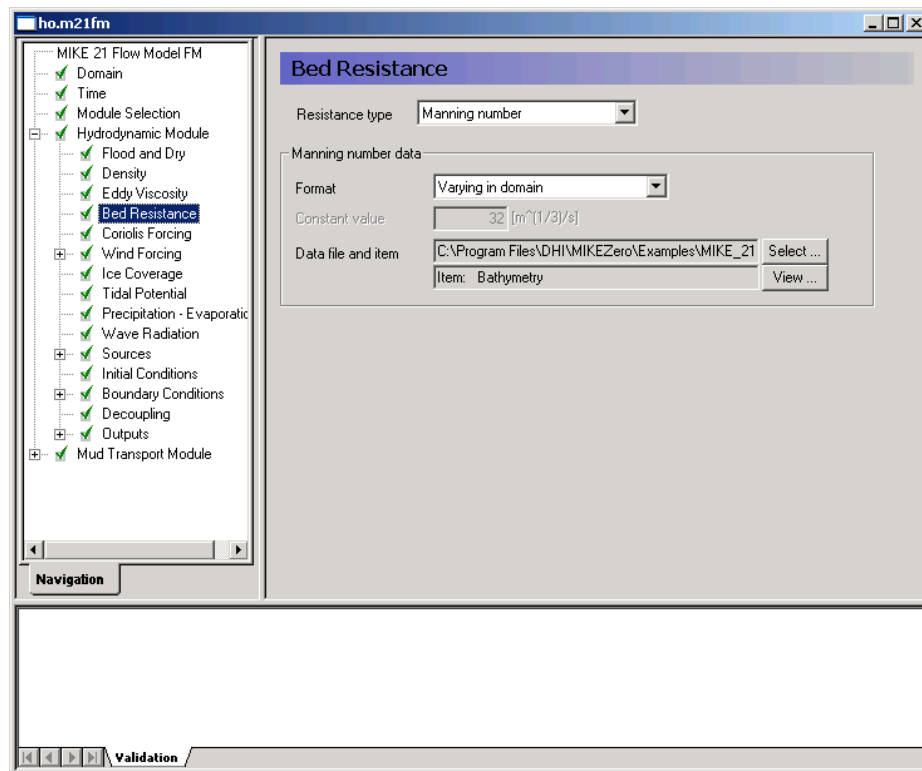 ho.m21fm
MIKE 21 Flow Model FM
Domain
Time
Module Selection
Hydrodynamic Module
Flood and Dry
Density
Eddy Viscosity
Bed Resistance
Coriolis Forcing
Wind Forcing
Ice Coverage
Tidal Potential
Precipitation - Evaporatic
Wave Radiation
Sources
Initial Conditions
Boundary Conditions
Decoupling
Outputs
Mud Transport Module
Navigation
Bed Resistance
Resistance type Manning number
Manning number data
Format Varying in domain
Constant value 32 [m^(1/3)/s]
Data file and item C:\Program Files\DHI\MIKEZero\Examples\MIKE_21 Select ...
Item: Bathymetry View ...
Validation